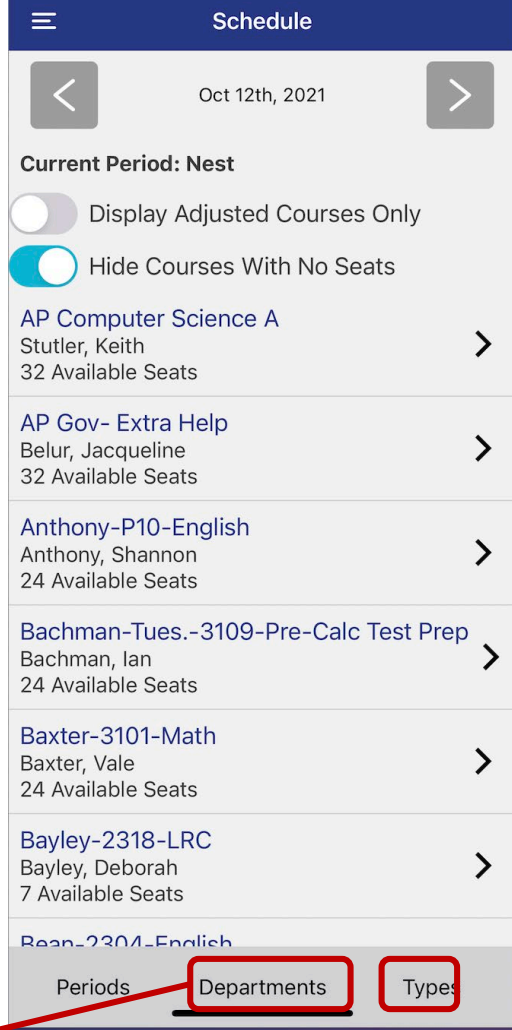 Schedule
Oct 12th, 2021
Current Period: Nest
Display Adjusted Courses Only
Hide Courses With No Seats
AP Computer Science A
Stutler, Keith
32 Available Seats
AP Gov- Extra Help
Belur, Jacqueline
32 Available Seats
Anthony-P10-English
Anthony, Shannon
24 Available Seats
Bachman-Tues.-3109-Pre-Calc Test Prep
Bachman, Ian
24 Available Seats
Baxter-3101-Math
Baxter, Vale
24 Available Seats
Bayley-2318-LRC
Bayley, Deborah
7 Available Seats
Bean-2304-English
Periods Departments Types